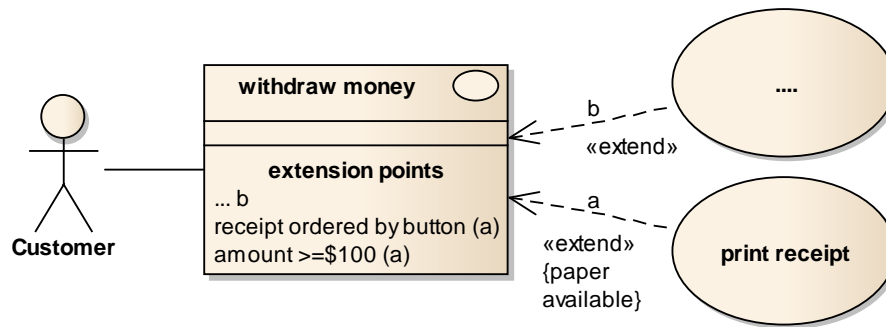 withdraw money
extension points
... b
receipt ordered by button (a)
amount >=$100 (a)
Customer
b
«extend»
....
a
«extend»
{paper
available}
print receipt